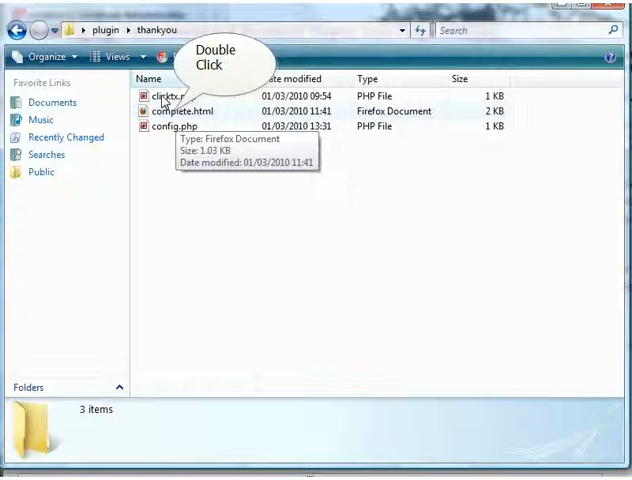 plugin
thankyou
Search
Organize
Views
Double
Click
Favorite Links
Documents
Music
Recently Changed
Searches
Public
Folders
Name
Date modified
Type
Size
01/03/2010 09:54
PHP File
1 KB
complete.html
01/03/2010 11:41
Firefox Document
2 KB
config.php
01/03/2010 13:31
PHP File
1 KB
Type: Firefox Document
Size: 1.03 KB
Date modified: 01/03/2010 11:41
3 items